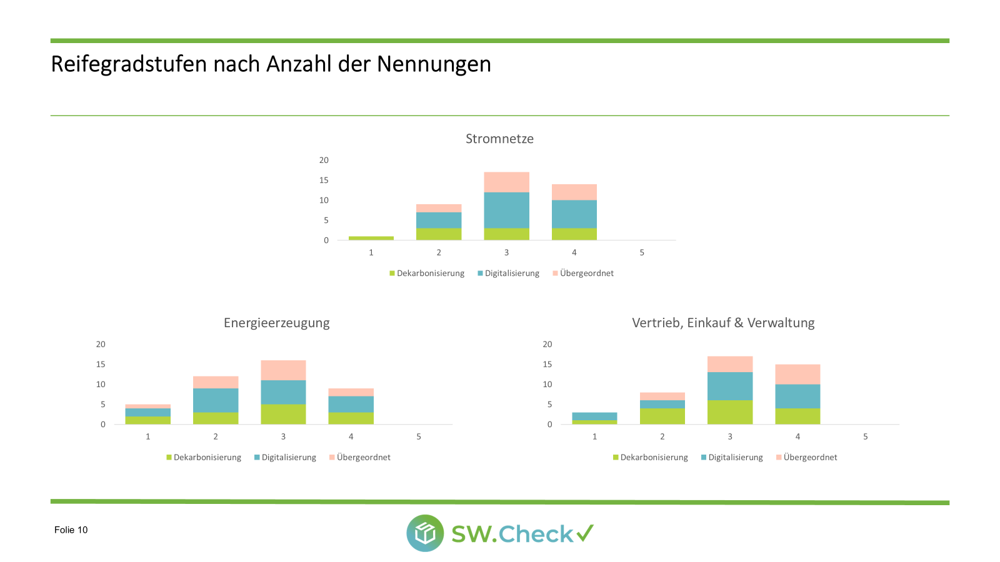 Reifegradstufen nach Anzahl der Nennungen
Stromnetze
20
15
10
5
0
1 2 3 4 5
Dekarbonisierung Digitalisierung Übergeordnet
Energieerzeugung
20
15
10
5
0
1 2 3 4 5
Dekarbonisierung Digitalisierung Übergeordnet
Vertrieb, Einkauf & Verwaltung
20
15
10
5
0
1 2 3 4 5
Dekarbonisierung Digitalisierung Übergeordnet
Folie 10
SW.Check